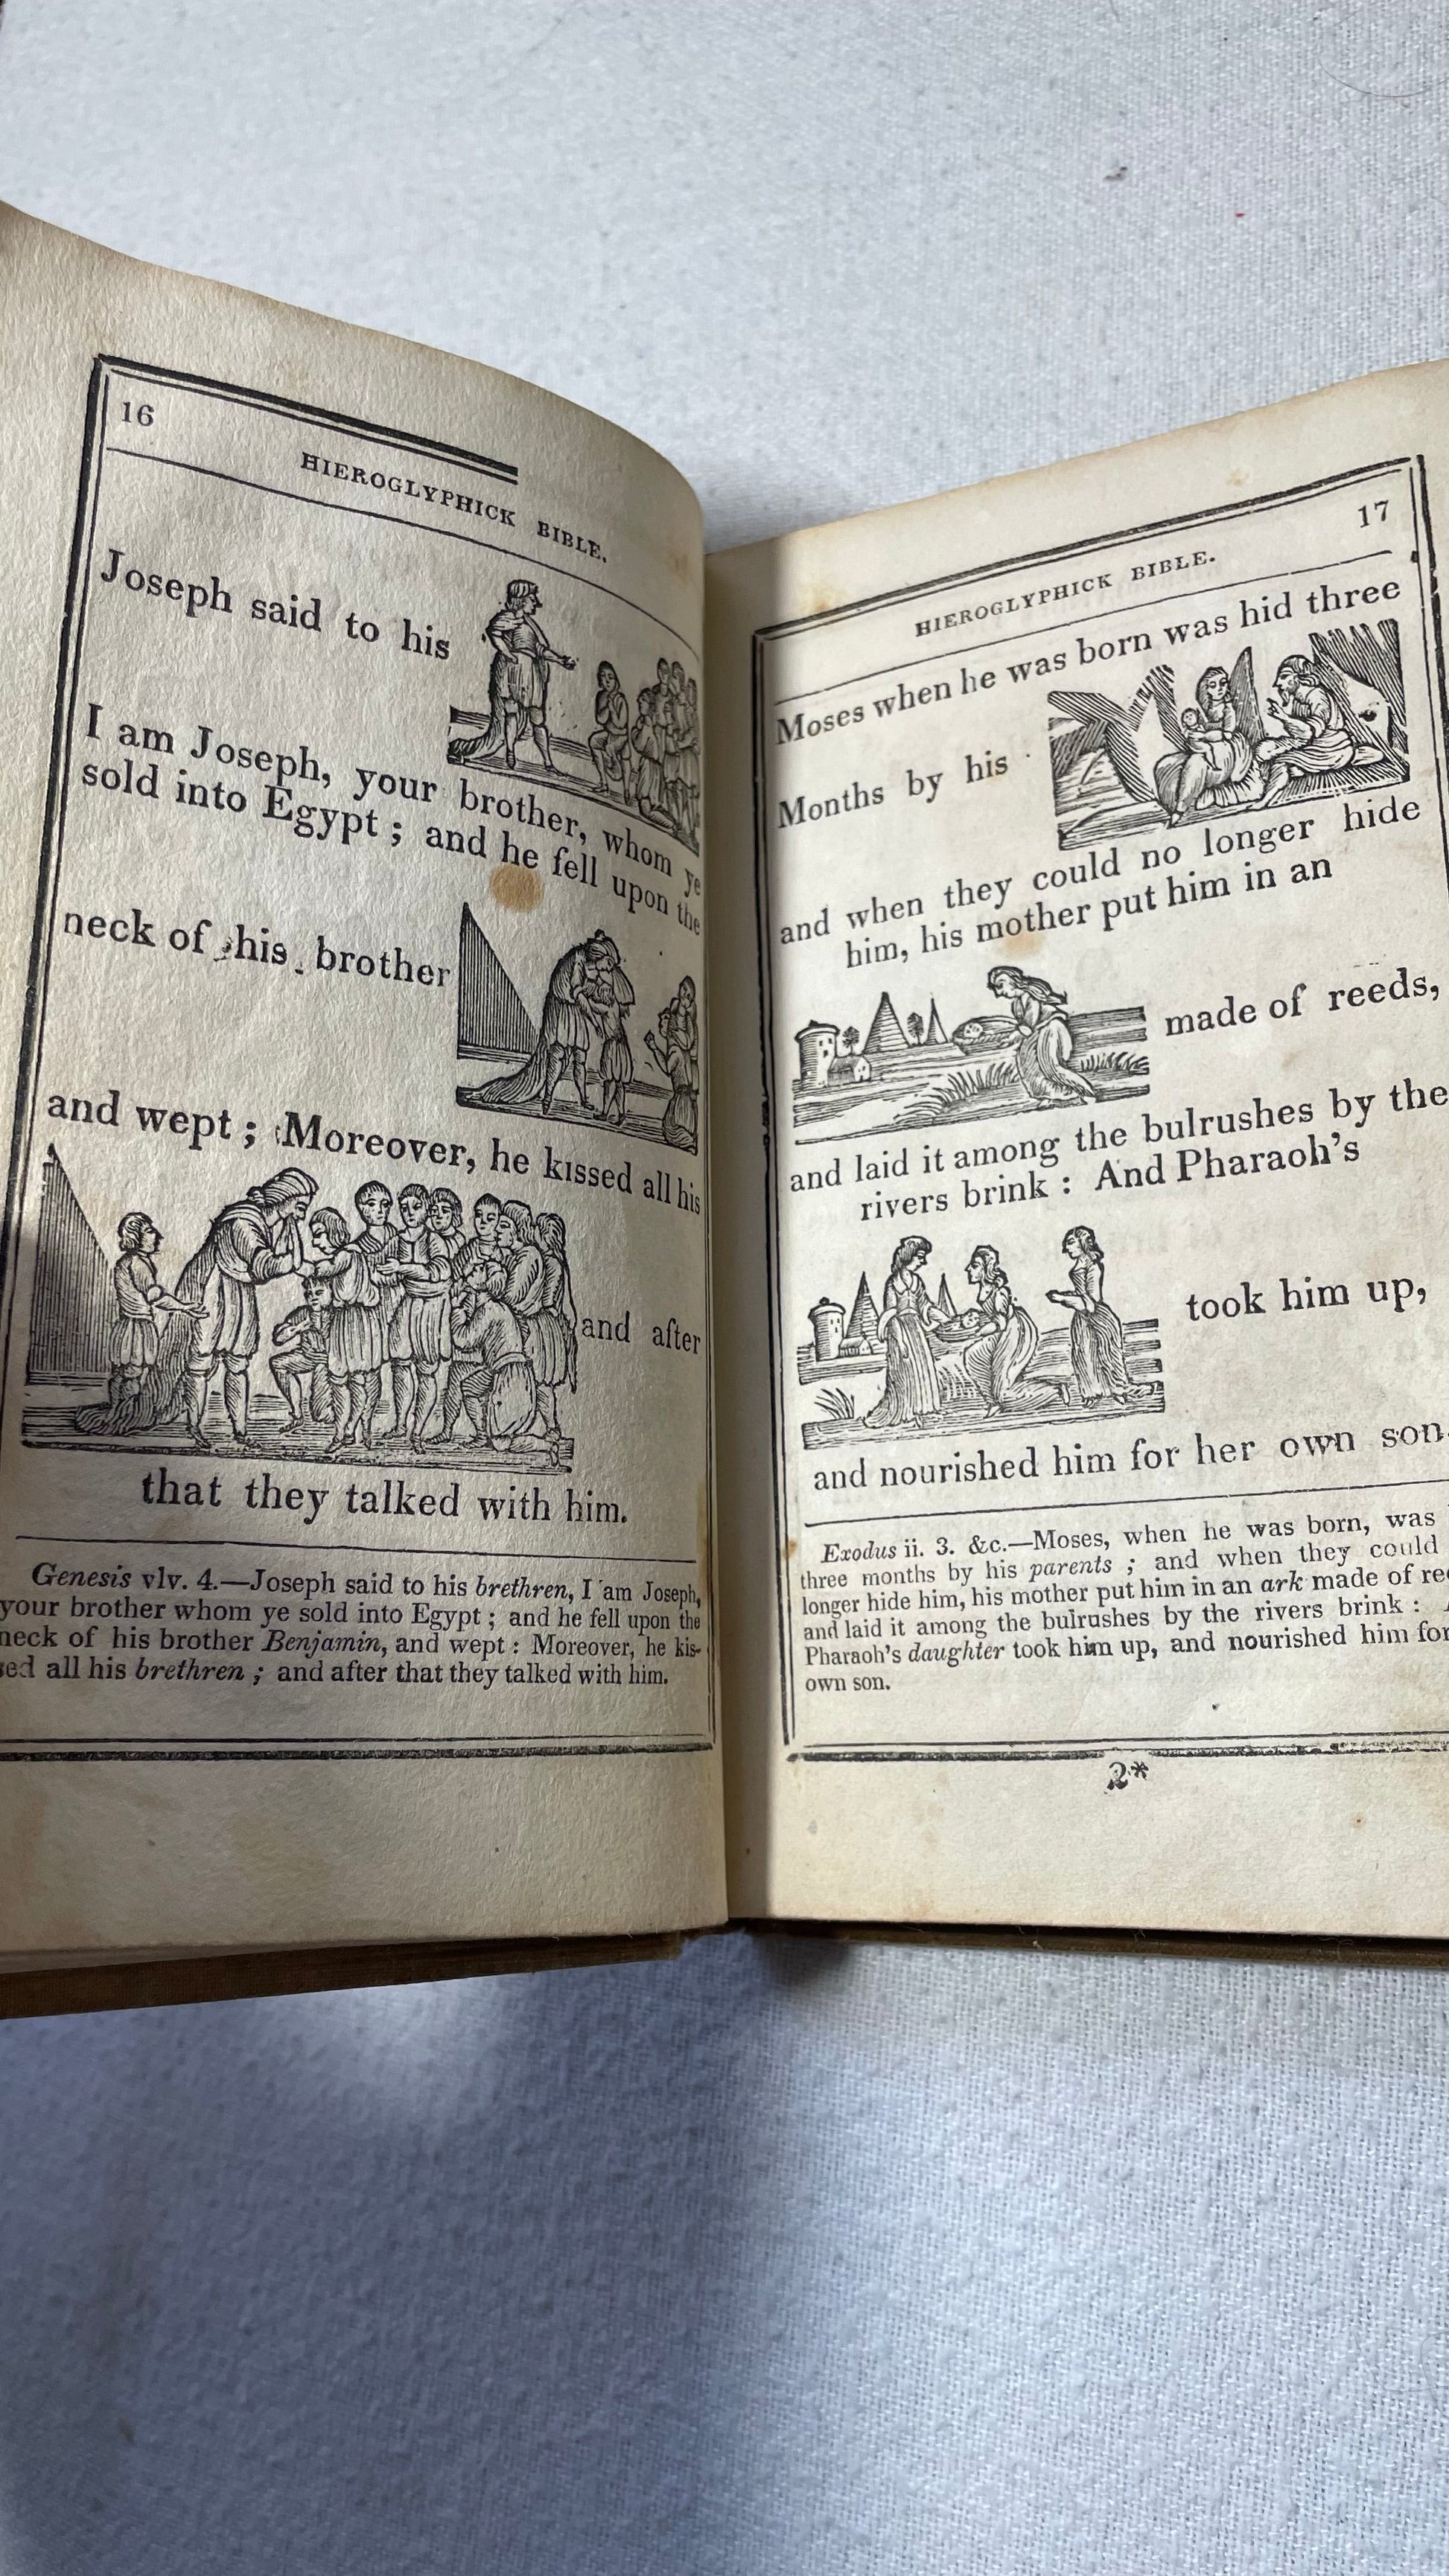 16
HIEROGLYPHICK BIBLE.
Joseph said to his
I am Joseph, your brother, whom ye
sold into Egypt ; and he fell upon the
neck of his brother
and wept ; Moreover, he kissed all his
and after
that they talked with him.
Genesis vlv. 4.—Joseph said to his brethren, I am Joseph,
your brother whom ye sold into Egypt ; and he fell upon the
neck of his brother Benjamin, and wept : Moreover, he kis-
sed all his brethren ; and after that they talked with him.
17
HIEROGLYPHICK BIBLE.
Moses when he was born was hid three
Months by his
and when they could no longer hide
him, his mother put him in an
made of reeds,
and laid it among the bulrushes by the
rivers brink : And Pharaoh's
took him up,
and nourished him for her own son.
Exodus ii. 3. &c.—Moses, when he was born, was
three months by his parents ; and when they could
longer hide him, his mother put him in an ark made of
and laid it among the bulrushes by the rivers brink :
Pharaoh's daughter took him up, and nourished him for
own son.
2*